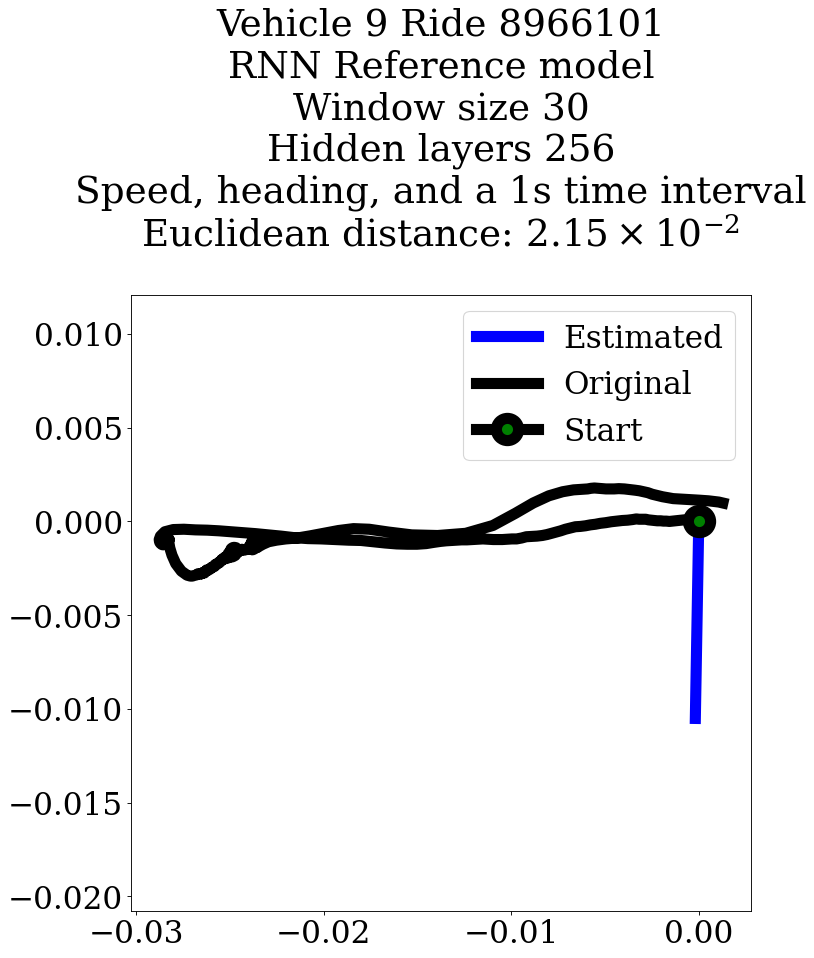 Vehicle 9 Ride 8966101
RNN Reference model
Window size 30
Hidden layers 256
Speed, heading, and a 1s time interval
Euclidean distance: 2.15 × 10⁻²
Estimated
Original
Start
0.010
0.005
0.000
−0.005
−0.010
−0.015
−0.020
−0.03 −0.02 −0.01 0.00